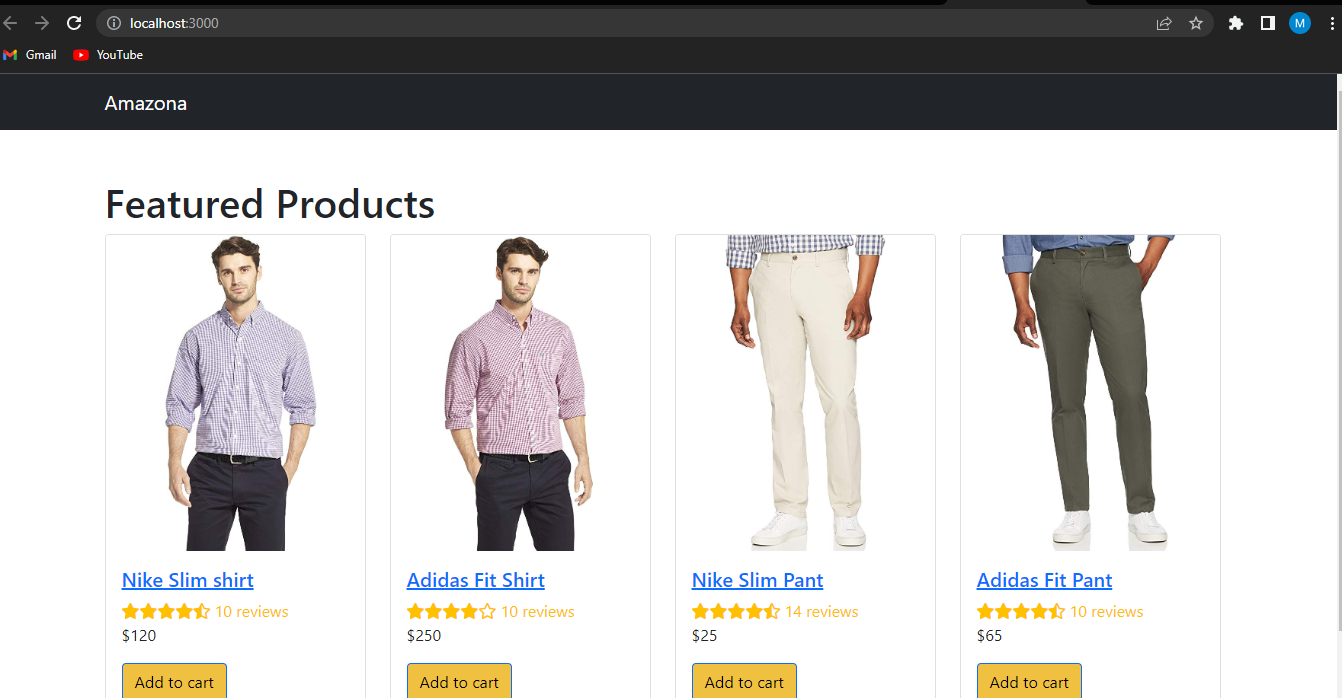 localhost:3000
M
Gmail YouTube
Amazona
Featured Products
Nike Slim shirt
10 reviews
$120
Add to cart
Adidas Fit Shirt
10 reviews
$250
Add to cart
Nike Slim Pant
14 reviews
$25
Add to cart
Adidas Fit Pant
10 reviews
$65
Add to cart